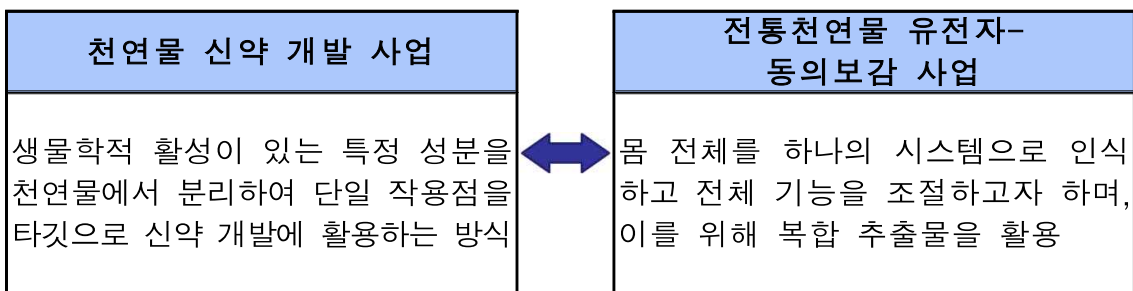 천연물 신약 개발 사업
생물학적 활성이 있는 특정 성분을
천연물에서 분리하여 단일 작용점을
타깃으로 신약 개발에 활용하는 방식
전통천연물 유전자-
동의보감 사업
몸 전체를 하나의 시스템으로 인식
하고 전체 기능을 조절하고자 하며,
이를 위해 복합 추출물을 활용